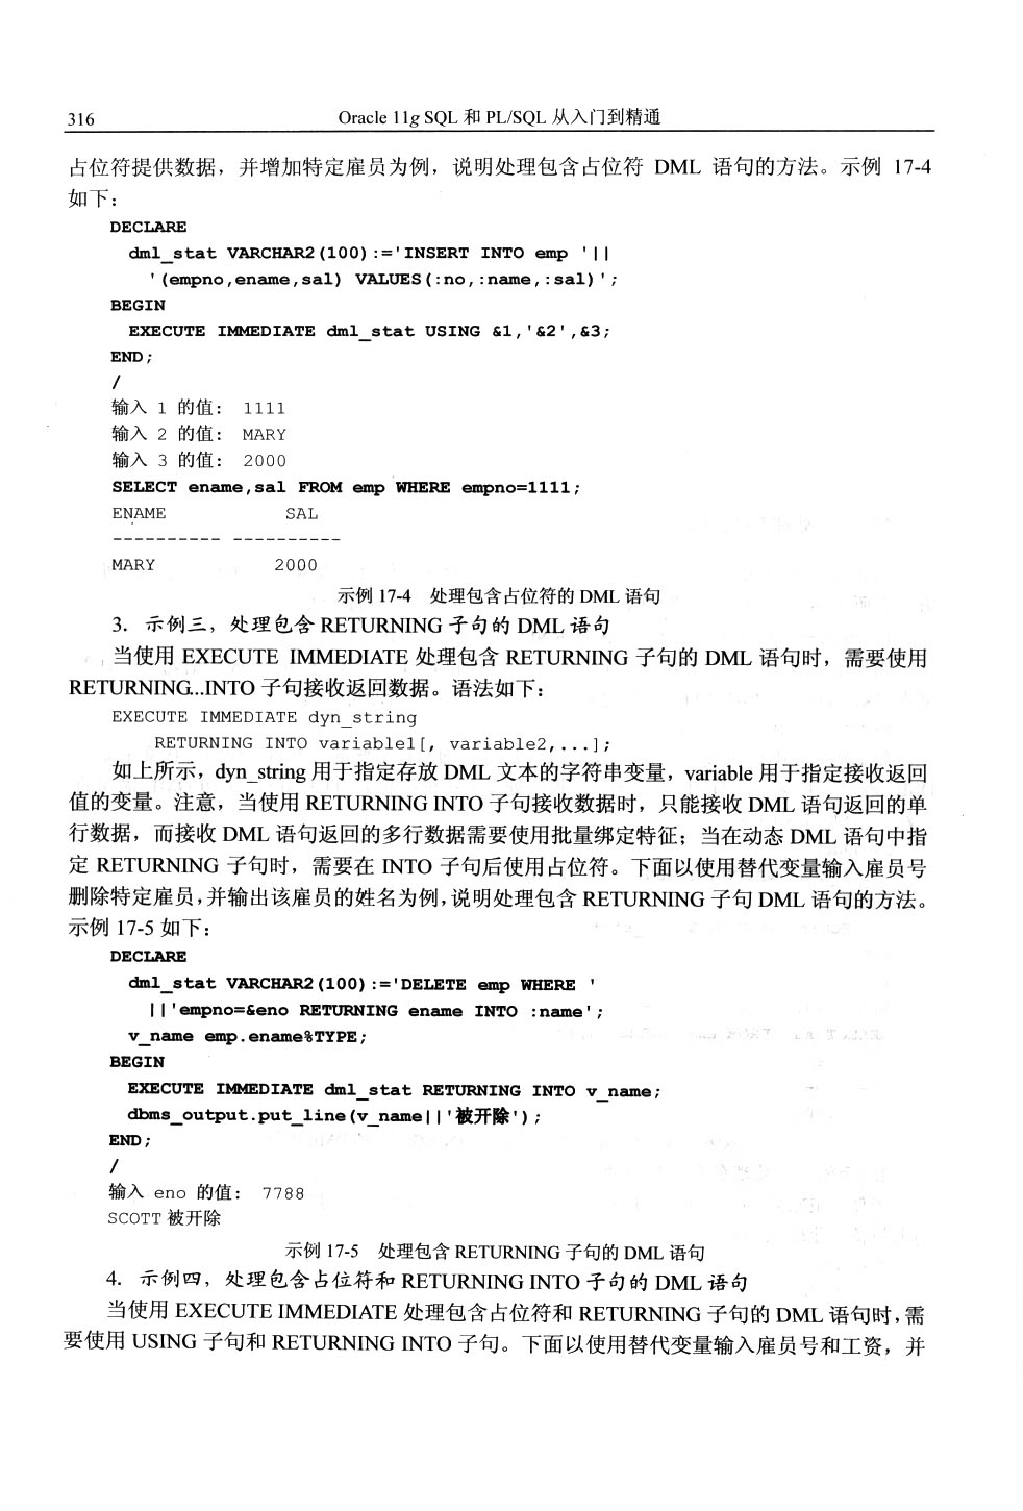 316 Oracle 11g SQL 和 PL/SQL 从入门到精通
占位符提供数据，并增加特定雇员为例，说明处理包含占位符 DML 语句的方法。示例 17-4
如下：
DECLARE
dml_stat VARCHAR2(100):='INSERT INTO emp '||
'(empno,ename,sal) VALUES(:no,:name,:sal)';
BEGIN
EXECUTE IMMEDIATE dml_stat USING &1,'&2',&3;
END;
/
输入 1 的值： 1111
输入 2 的值： MARY
输入 3 的值： 2000
SELECT ename,sal FROM emp WHERE empno=1111;
ENAME SAL
---------- ----------
MARY 2000
示例 17-4 处理包含占位符的 DML 语句
3. 示例三，处理包含 RETURNING 子句的 DML 语句
当使用 EXECUTE IMMEDIATE 处理包含 RETURNING 子句的 DML 语句时，需要使用
RETURNING...INTO 子句接收返回数据。语法如下：
EXECUTE IMMEDIATE dyn_string
RETURNING INTO variable1[, variable2,...];
如上所示，dyn_string 用于指定存放 DML 文本的字符串变量，variable 用于指定接收返回
值的变量。注意，当使用 RETURNING INTO 子句接收数据时，只能接收 DML 语句返回的单
行数据，而接收 DML 语句返回的多行数据需要使用批量绑定特征；当在动态 DML 语句中指
定 RETURNING 子句时，需要在 INTO 子句后使用占位符。下面以使用替代变量输入雇员号
删除特定雇员，并输出该雇员的姓名为例，说明处理包含 RETURNING 子句 DML 语句的方法。
示例 17-5 如下：
DECLARE
dml_stat VARCHAR2(100):='DELETE emp WHERE '
||'empno=&eno RETURNING ename INTO :name';
v_name emp.ename%TYPE;
BEGIN
EXECUTE IMMEDIATE dml_stat RETURNING INTO v_name;
dbms_output.put_line(v_name||'被开除');
END;
/
输入 eno 的值： 7788
SCOTT 被开除
示例 17-5 处理包含 RETURNING 子句的 DML 语句
4. 示例四，处理包含占位符和 RETURNING INTO 子句的 DML 语句
当使用 EXECUTE IMMEDIATE 处理包含占位符和 RETURNING 子句的 DML 语句时，需
要使用 USING 子句和 RETURNING INTO 子句。下面以使用替代变量输入雇员号和工资，并